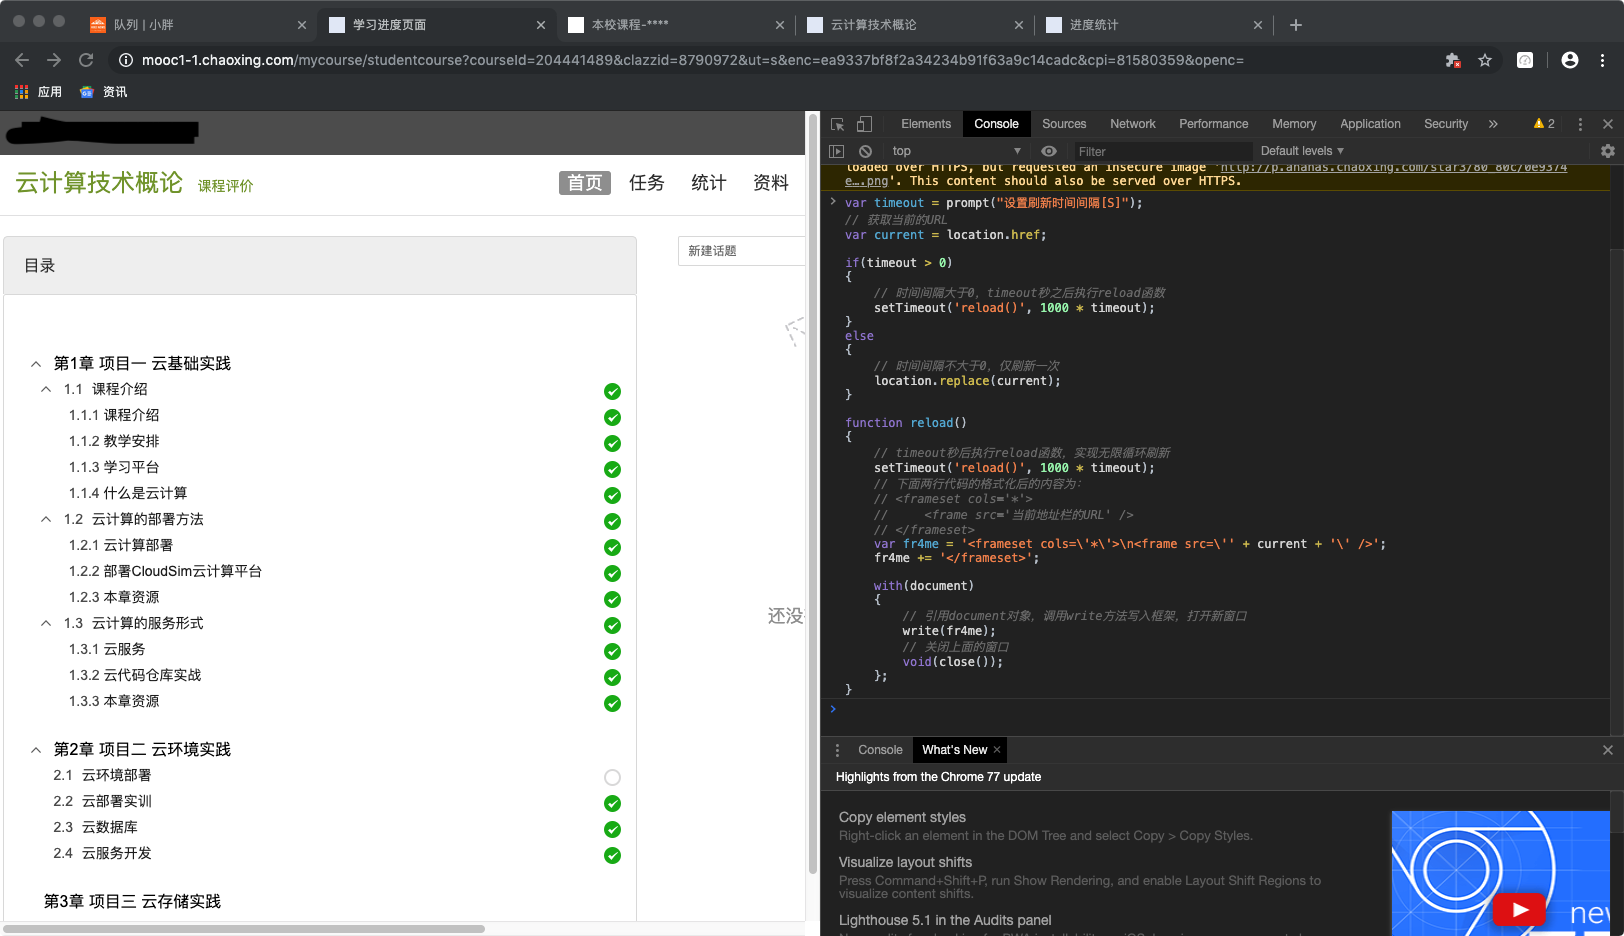 队列 | 小胖
学习进度页面
本校课程-****
云计算技术概论
进度统计
mooc1-1.chaoxing.com/mycourse/studentcourse?courseId=204441489&clazzid=8790972&ut=s&enc=ea9337bf8f2a34234b91f63a9c14cadc&cpi=81580359&openc=
应用
资讯
云计算技术概论 课程评价
首页 任务 统计 资料
目录
新建话题
第1章 项目一 云基础实践
1.1 课程介绍
1.1.1 课程介绍
1.1.2 教学安排
1.1.3 学习平台
1.1.4 什么是云计算
1.2 云计算的部署方法
1.2.1 云计算部署
1.2.2 部署CloudSim云计算平台
1.2.3 本章资源
1.3 云计算的服务形式
1.3.1 云服务
1.3.2 云代码仓库实战
1.3.3 本章资源
还没
第2章 项目二 云环境实践
2.1 云环境部署
2.2 云部署实训
2.3 云数据库
2.4 云服务开发
第3章 项目三 云存储实践
Elements Console Sources Network Performance Memory Application Security » 2
top Filter Default levels
loaded over HTTPS, but requested an insecure image 'http://p.ananas.chaoxing.com/star3/80_80c/0e9374
e….png'. This content should also be served over HTTPS.
var timeout = prompt("设置刷新时间间隔[S]");
// 获取当前的URL
var current = location.href;
if(timeout > 0)
{
// 时间间隔大于0，timeout秒之后执行reload函数
setTimeout('reload()', 1000 * timeout);
}
else
{
// 时间间隔不大于0，仅刷新一次
location.replace(current);
}
function reload()
{
// timeout秒后执行reload函数，实现无限循环刷新
setTimeout('reload()', 1000 * timeout);
// 下面两行代码的格式化后的内容为：
// <frameset cols='*'>
// <frame src='当前地址栏的URL' />
// </frameset>
var fr4me = '<frameset cols=\'*\'>\n<frame src=\'' + current + '\' />';
fr4me += '</frameset>';
with(document)
{
// 引用document对象，调用write方法写入框架，打开新窗口
write(fr4me);
// 关闭上面的窗口
void(close());
};
}
Console What's New
Highlights from the Chrome 77 update
Copy element styles
Right-click an element in the DOM Tree and select Copy > Copy Styles.
Visualize layout shifts
Press Command+Shift+P, run Show Rendering, and enable Layout Shift Regions to
visualize content shifts.
Lighthouse 5.1 in the Audits panel
new